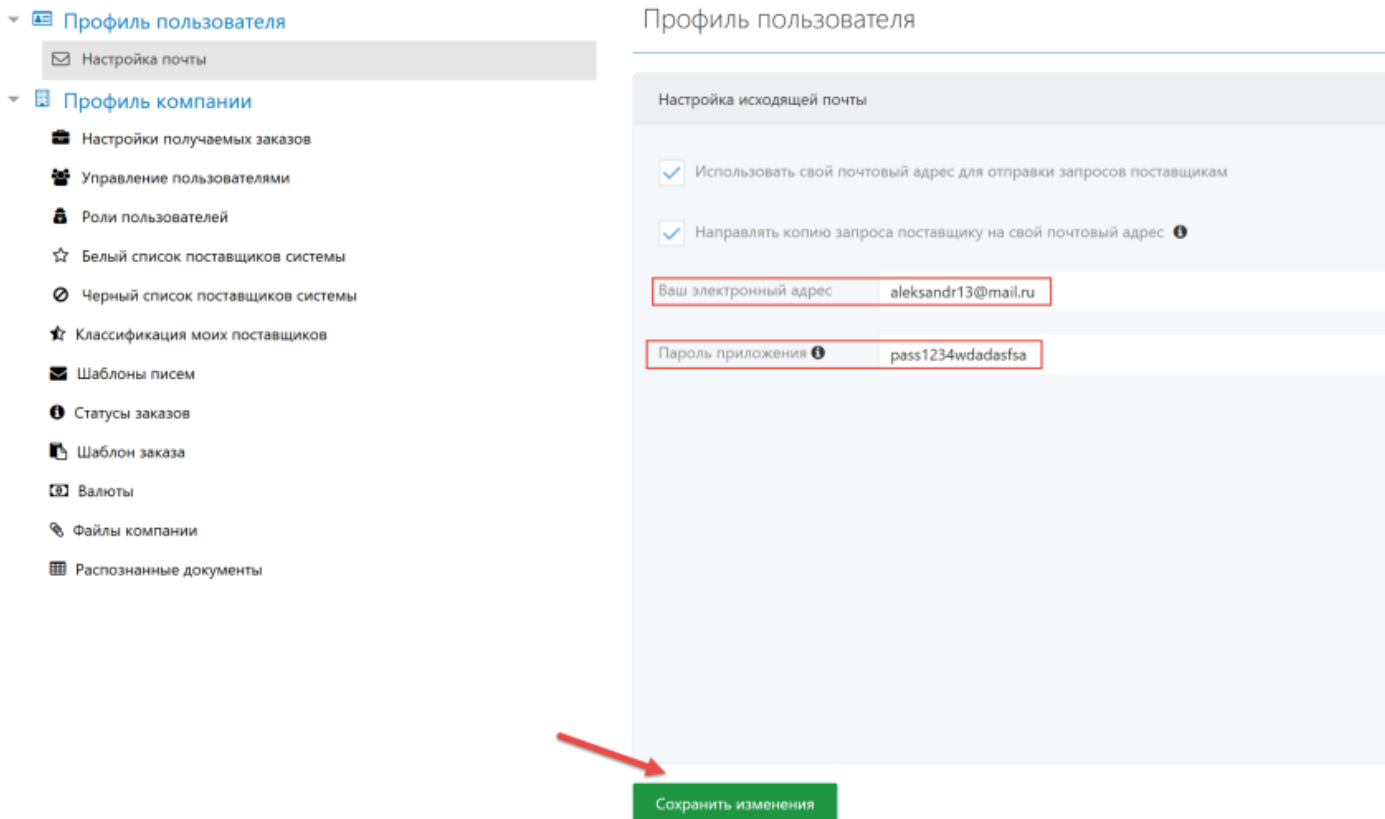 Профиль пользователя
Настройка почты
Профиль компании
Настройки получаемых заказов
Управление пользователями
Роли пользователей
Белый список поставщиков системы
Черный список поставщиков системы
Классификация моих поставщиков
Шаблоны писем
Статусы заказов
Шаблон заказа
Валюты
Файлы компании
Распознанные документы
Профиль пользователя
Настройка исходящей почты
Использовать свой почтовый адрес для отправки запросов поставщикам
Направлять копию запроса поставщику на свой почтовый адрес
Ваш электронный адрес aleksandr13@mail.ru
Пароль приложения pass1234wdadasfsa
Сохранить изменения